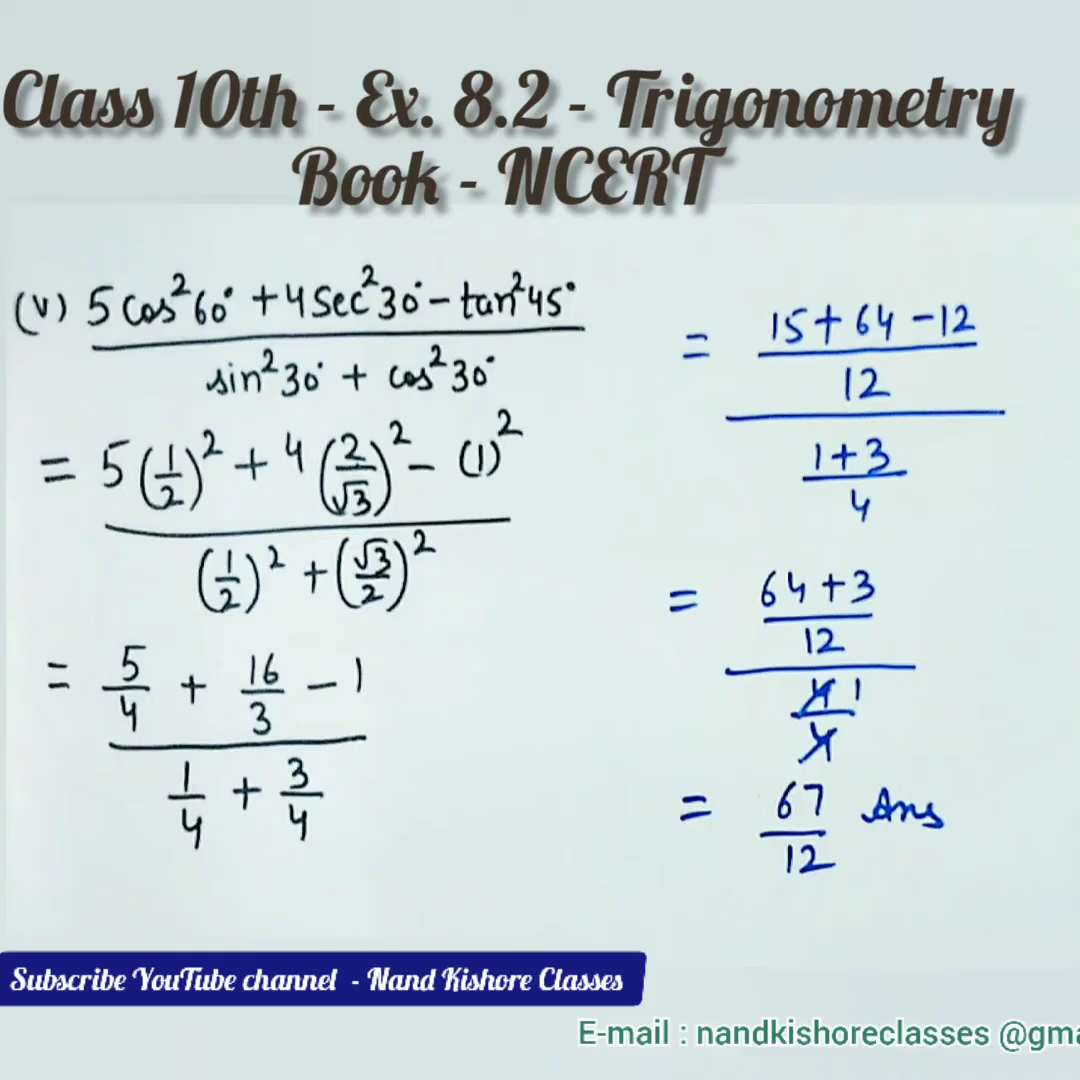 Class 10th - Ex. 8.2 - Trigonometry
Book - NCERT
(v) 5 cos²60° + 4 sec²30° - tan²45°
sin²30° + cos²30°
= 5(1/2)² + 4(2/√3)² - (1)²
(1/2)² + (√3/2)²
= 5/4 + 16/3 - 1
1/4 + 3/4
= 15 + 64 - 12
12
1 + 3
4
= 64 + 3
12
4 1
4
= 67/12 Ans
Subscribe YouTube channel - Nand Kishore Classes
E-mail : nandkishoreclasses @gma